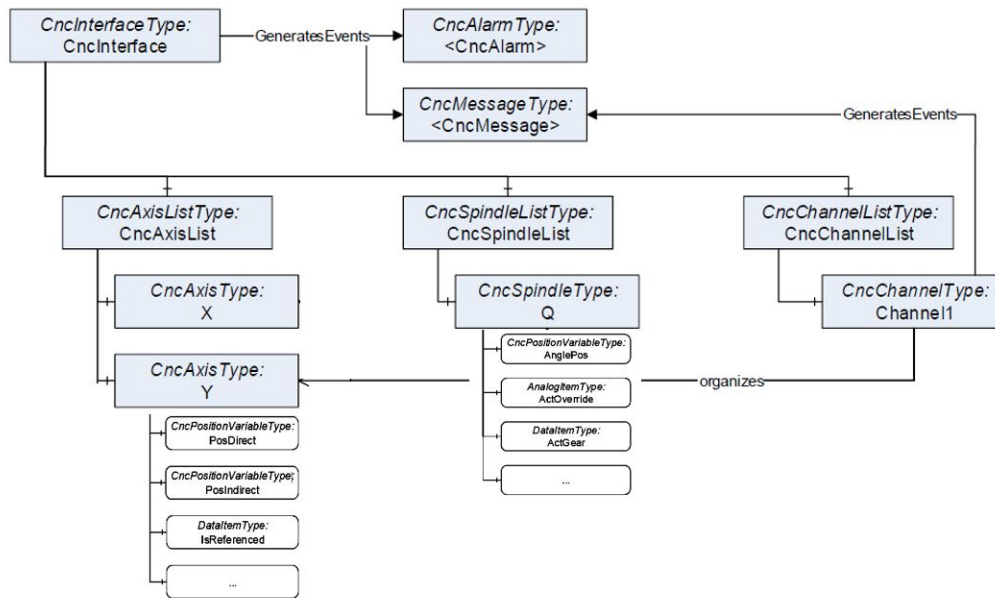 CncInterfaceType:
CncInterface
GeneratesEvents
CncAlarmType:
<CncAlarm>
CncMessageType:
<CncMessage>
GeneratesEvents
CncAxisListType:
CncAxisList
CncSpindleListType:
CncSpindleList
CncChannelListType:
CncChannelList
CncAxisType:
X
CncSpindleType:
Q
CncChannelType:
Channel1
CncAxisType:
Y
CncPositionVariableType:
AnglePos
AnalogItemType:
ActOverride
DataItemType:
ActGear
...
organizes
CncPositionVariableType:
PosDirect
CncPositionVariableType:
PosIndirect
DataItemType:
IsReferenced
...